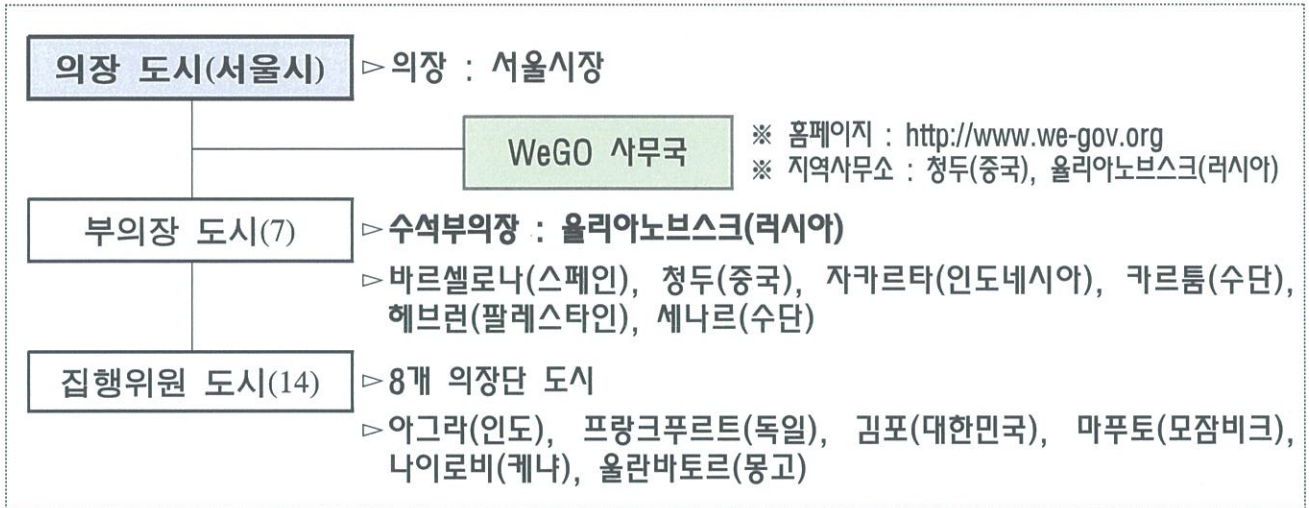 의장 도시(서울시) ▷의장 : 서울시장
WeGO 사무국
※ 홈페이지 : http://www.we-gov.org
※ 지역사무소 : 청두(중국), 울리아노브스크(러시아)
부의장 도시(7) ▷수석부의장 : 울리아노브스크(러시아)
▷바르셀로나(스페인), 청두(중국), 자카르타(인도네시아), 카르툼(수단),
헤브런(팔레스타인), 세나르(수단)
집행위원 도시(14) ▷8개 의장단 도시
▷아그라(인도), 프랑크푸르트(독일), 김포(대한민국), 마푸토(모잠비크),
나이로비(케냐), 울란바토르(몽고)